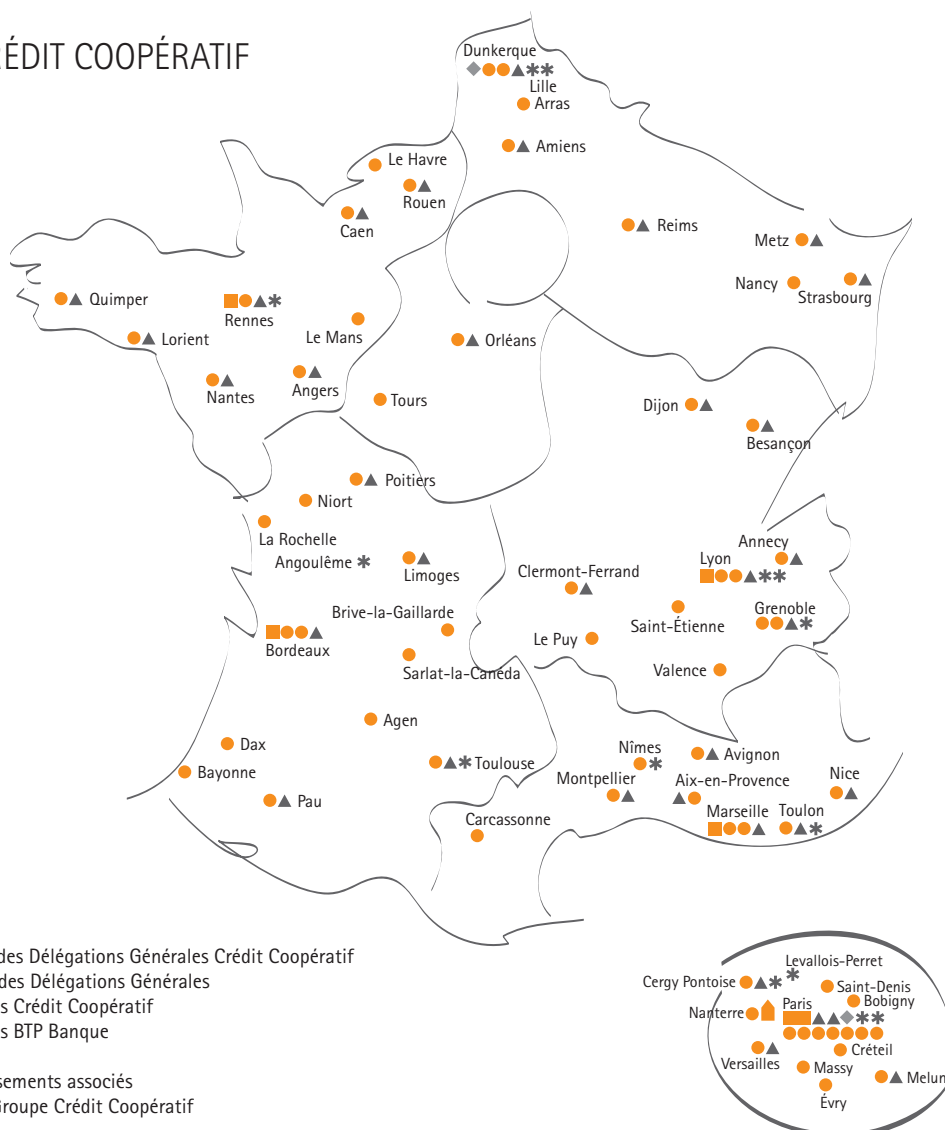 CRÉDIT COOPÉRATIF
Dunkerque
Lille
Arras
Amiens
Le Havre
Rouen
Caen
Reims
Metz
Nancy
Strasbourg
Quimper
Rennes
Lorient
Le Mans
Orléans
Nantes
Angers
Tours
Dijon
Besançon
Poitiers
Niort
La Rochelle
Angoulême
Limoges
Clermont-Ferrand
Lyon
Annecy
Brive-la-Gaillarde
Saint-Étienne
Grenoble
Bordeaux
Le Puy
Sarlat-la-Canéda
Valence
Agen
Dax
Bayonne
Toulouse
Nîmes
Avignon
Pau
Montpellier
Aix-en-Provence
Nice
Carcassonne
Marseille
Toulon
des Délégations Générales Crédit Coopératif
des Délégations Générales
s Crédit Coopératif
s BTP Banque
sements associés
Groupe Crédit Coopératif
Levallois-Perret
Cergy Pontoise
Saint-Denis
Bobigny
Nanterre
Paris
Créteil
Versailles
Massy
Melun
Évry